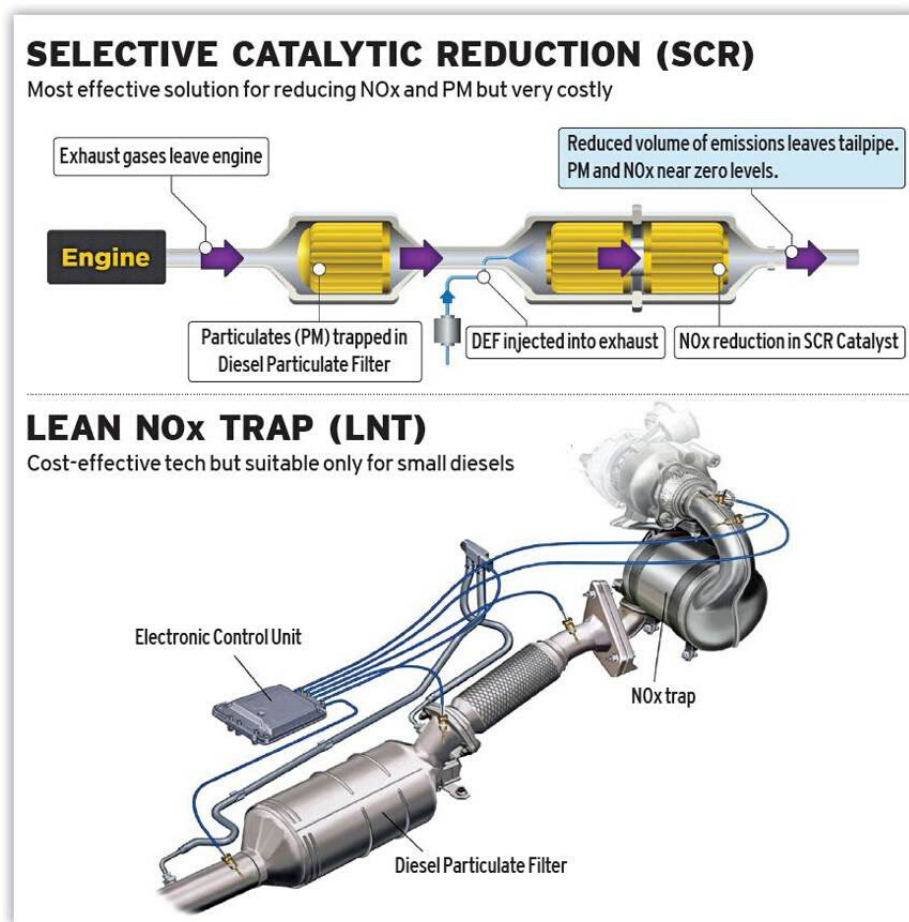 SELECTIVE CATALYTIC REDUCTION (SCR)
Most effective solution for reducing NOx and PM but very costly
Exhaust gases leave engine
Reduced volume of emissions leaves tailpipe.
PM and NOx near zero levels.
Engine
Particulates (PM) trapped in
Diesel Particulate Filter
DEF injected into exhaust
NOx reduction in SCR Catalyst
LEAN NOx TRAP (LNT)
Cost-effective tech but suitable only for small diesels
Electronic Control Unit
NOx trap
Diesel Particulate Filter